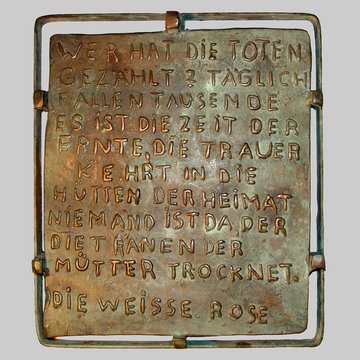 WER HAT DIE TOTEN
GEZÄHLT? TÄGLICH
FALLEN TAUSENDE
ES IST DIE ZEIT DER
ERNTE, DIE TRAUER
KEHRT IN DIE
HÜTTEN DER HEIMAT
NIEMAND IST DA, DER
DIE TRÄNEN DER
MÜTTER TROCKNET.
DIE WEISSE ROSE